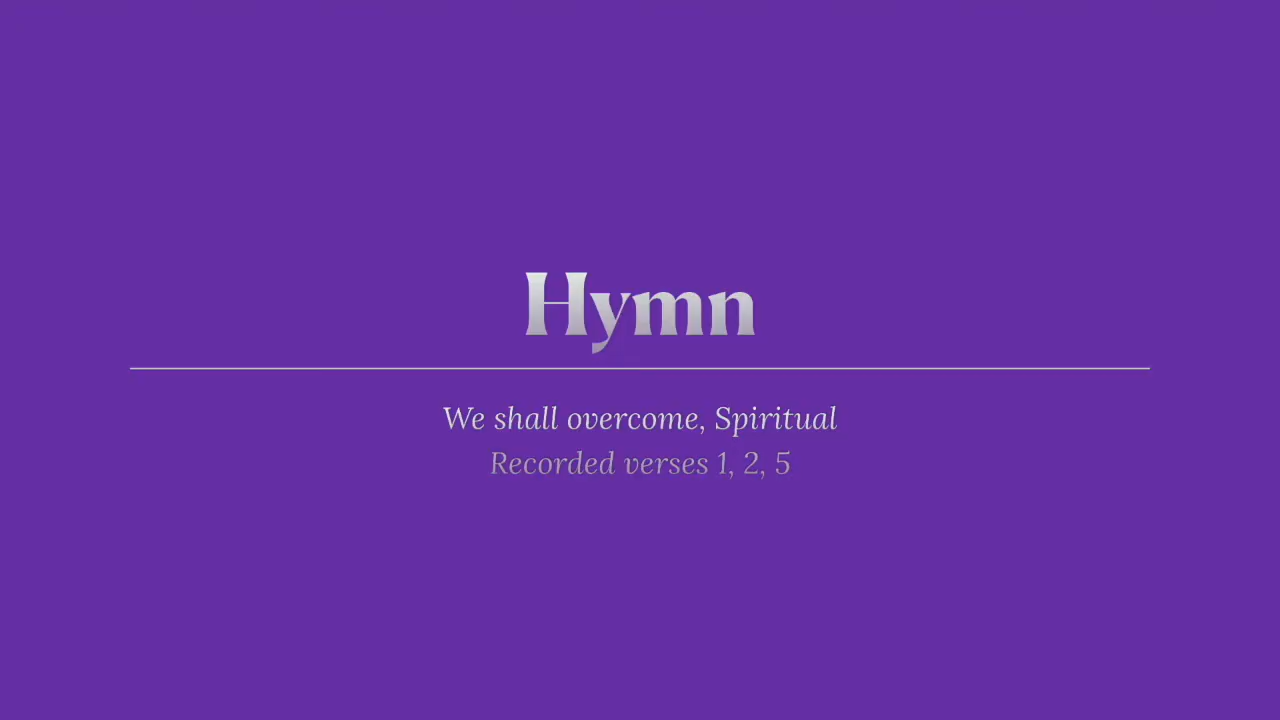 Hymn
We shall overcome, Spiritual
Recorded verses 1, 2, 5